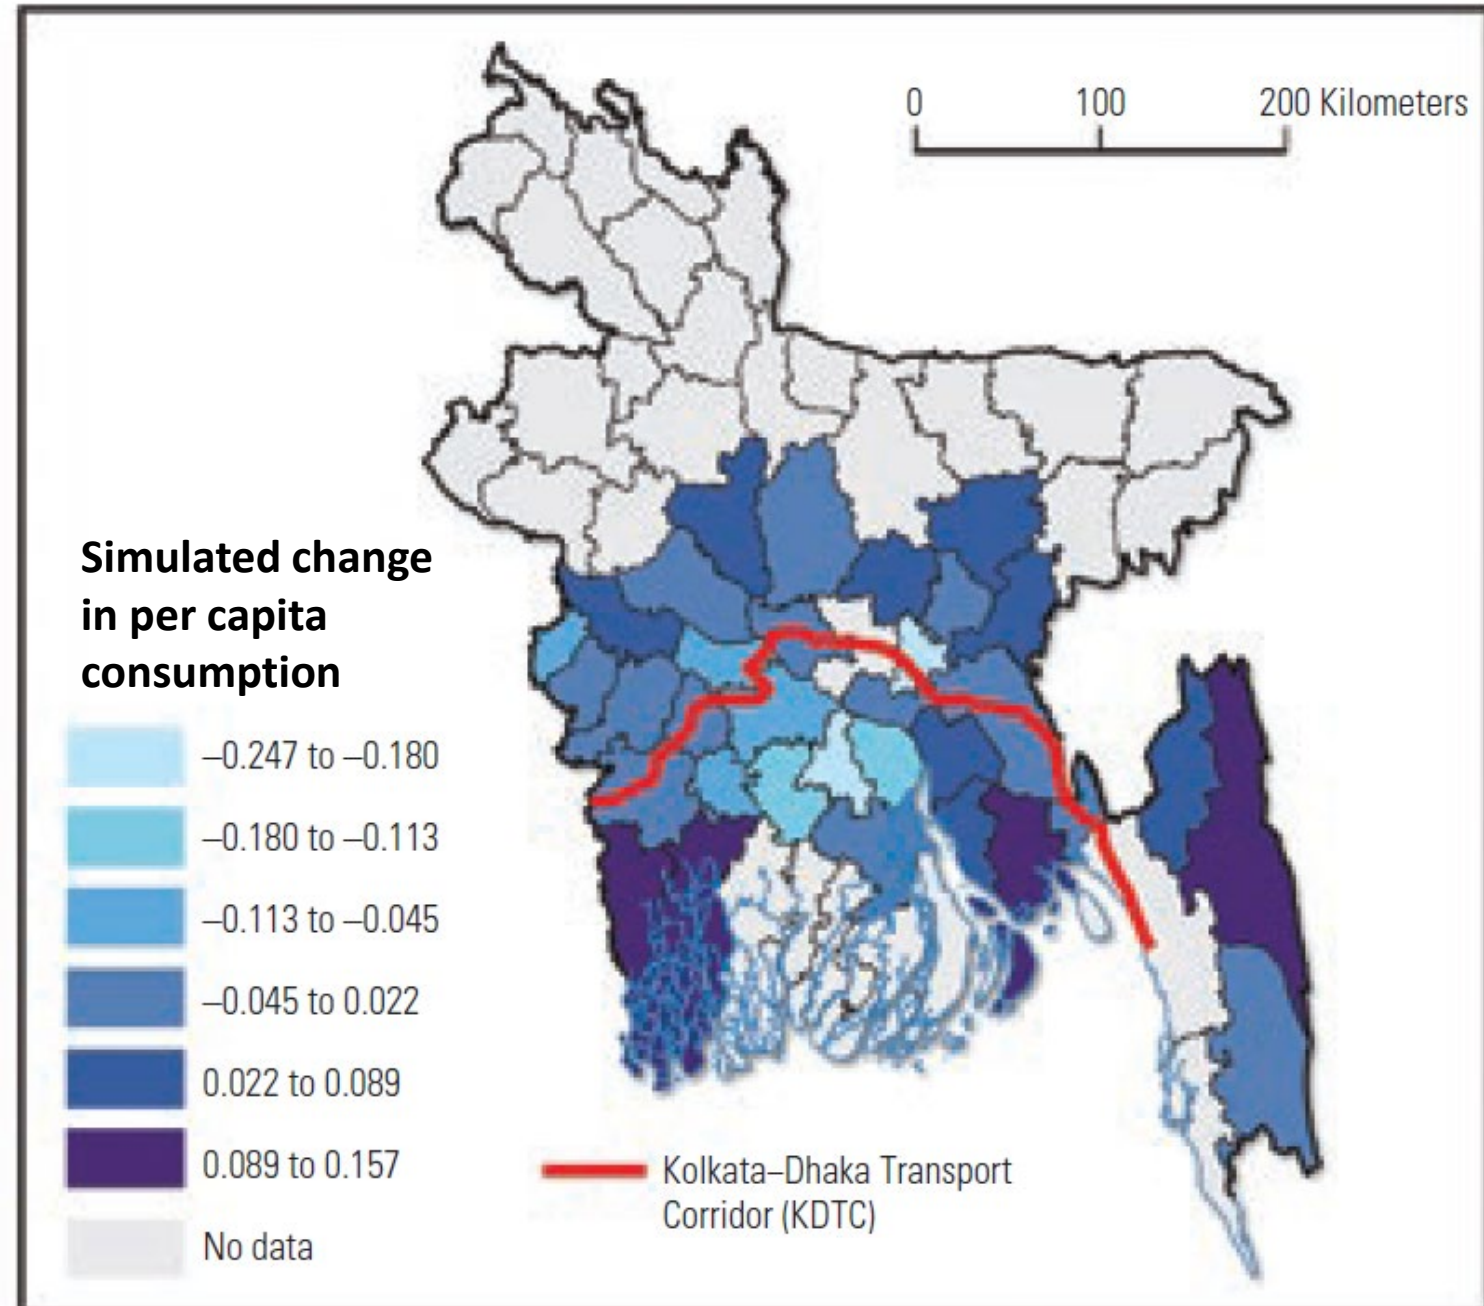 0 100 200 Kilometers
Simulated change
in per capita
consumption
–0.247 to –0.180
–0.180 to –0.113
–0.113 to –0.045
–0.045 to 0.022
0.022 to 0.089
0.089 to 0.157
No data
Kolkata–Dhaka Transport
Corridor (KDTC)